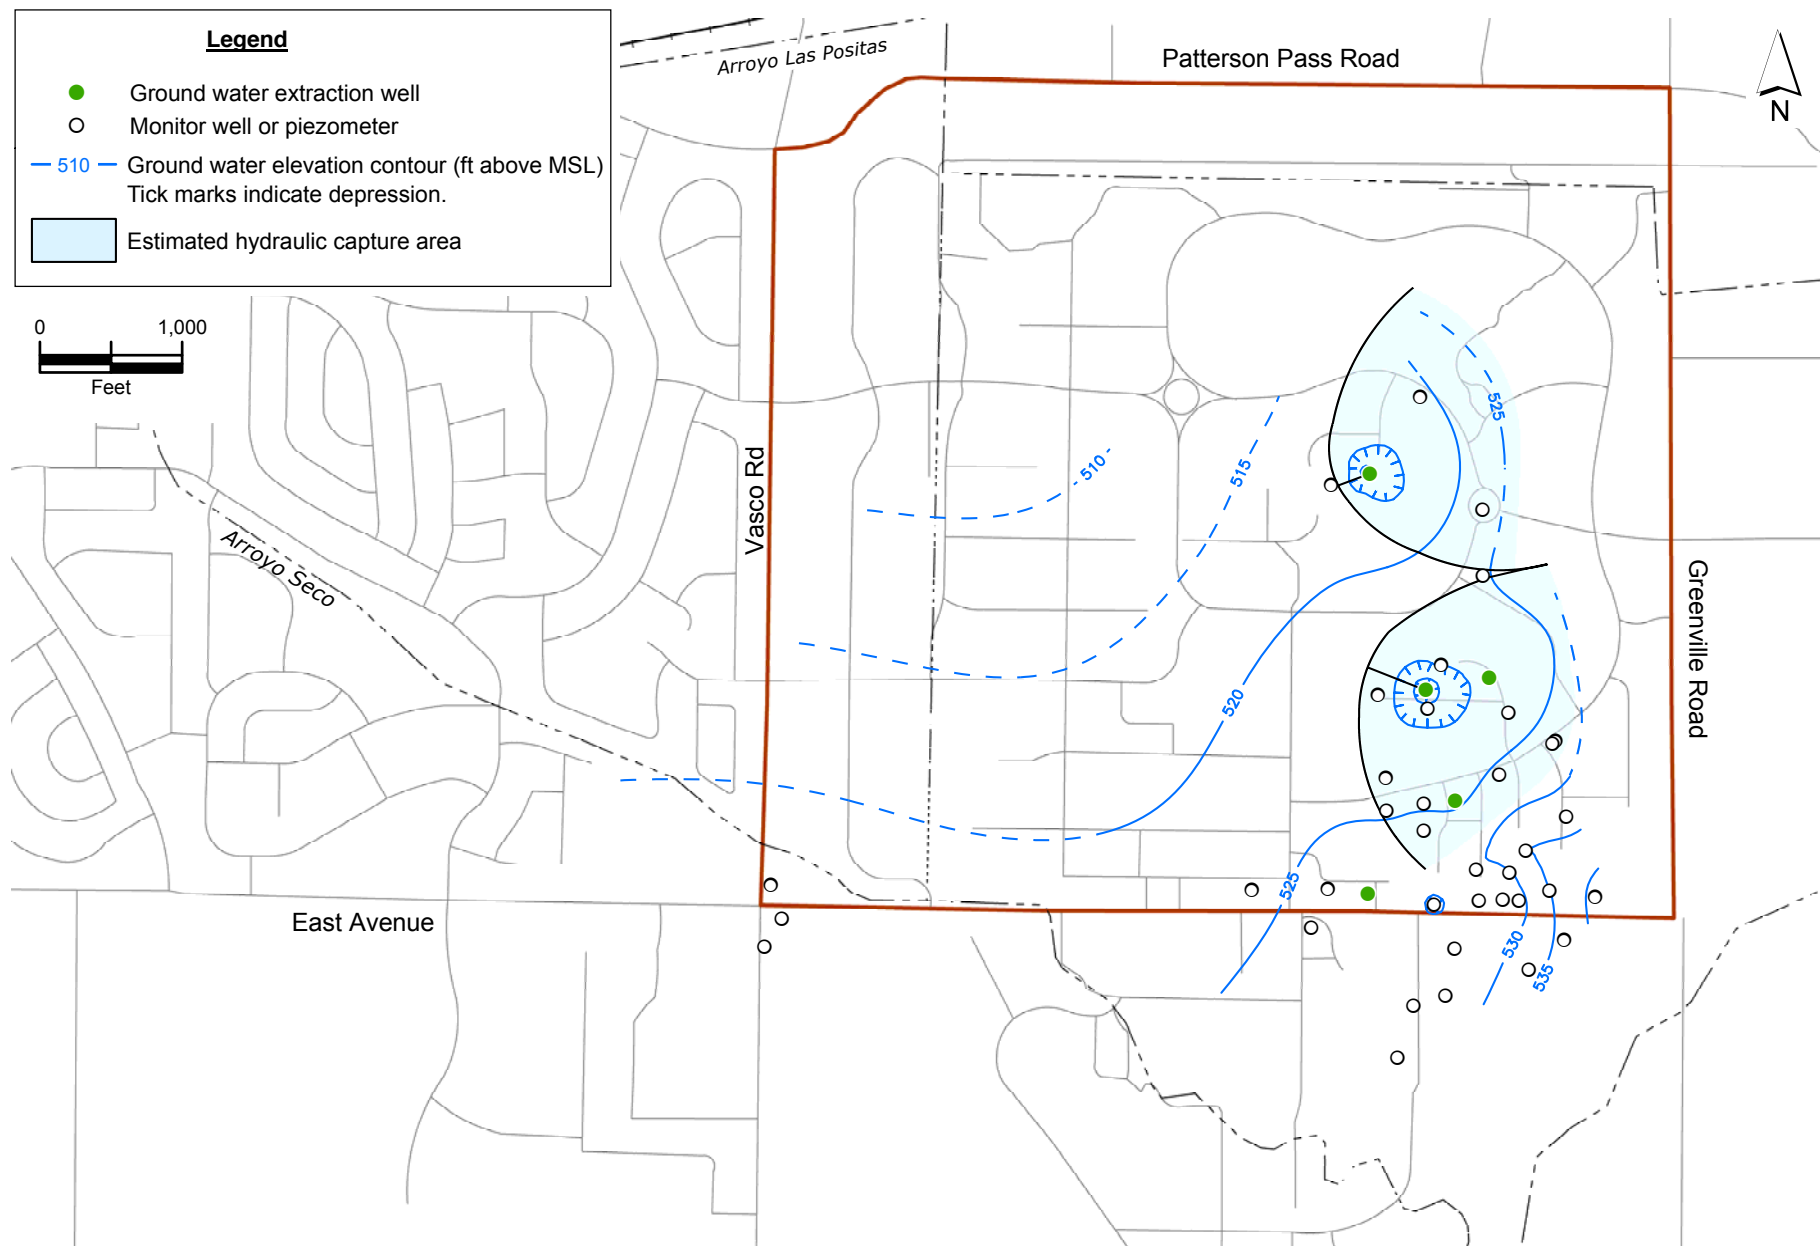 Legend
Ground water extraction well
Monitor well or piezometer
510 Ground water elevation contour (ft above MSL)
Tick marks indicate depression.
Estimated hydraulic capture area
0 1,000
Feet
Arroyo Las Positas
Patterson Pass Road
N
Vasco Rd
Arroyo Seco
Greenville Road
East Avenue
510
515
520
525
525
530
535